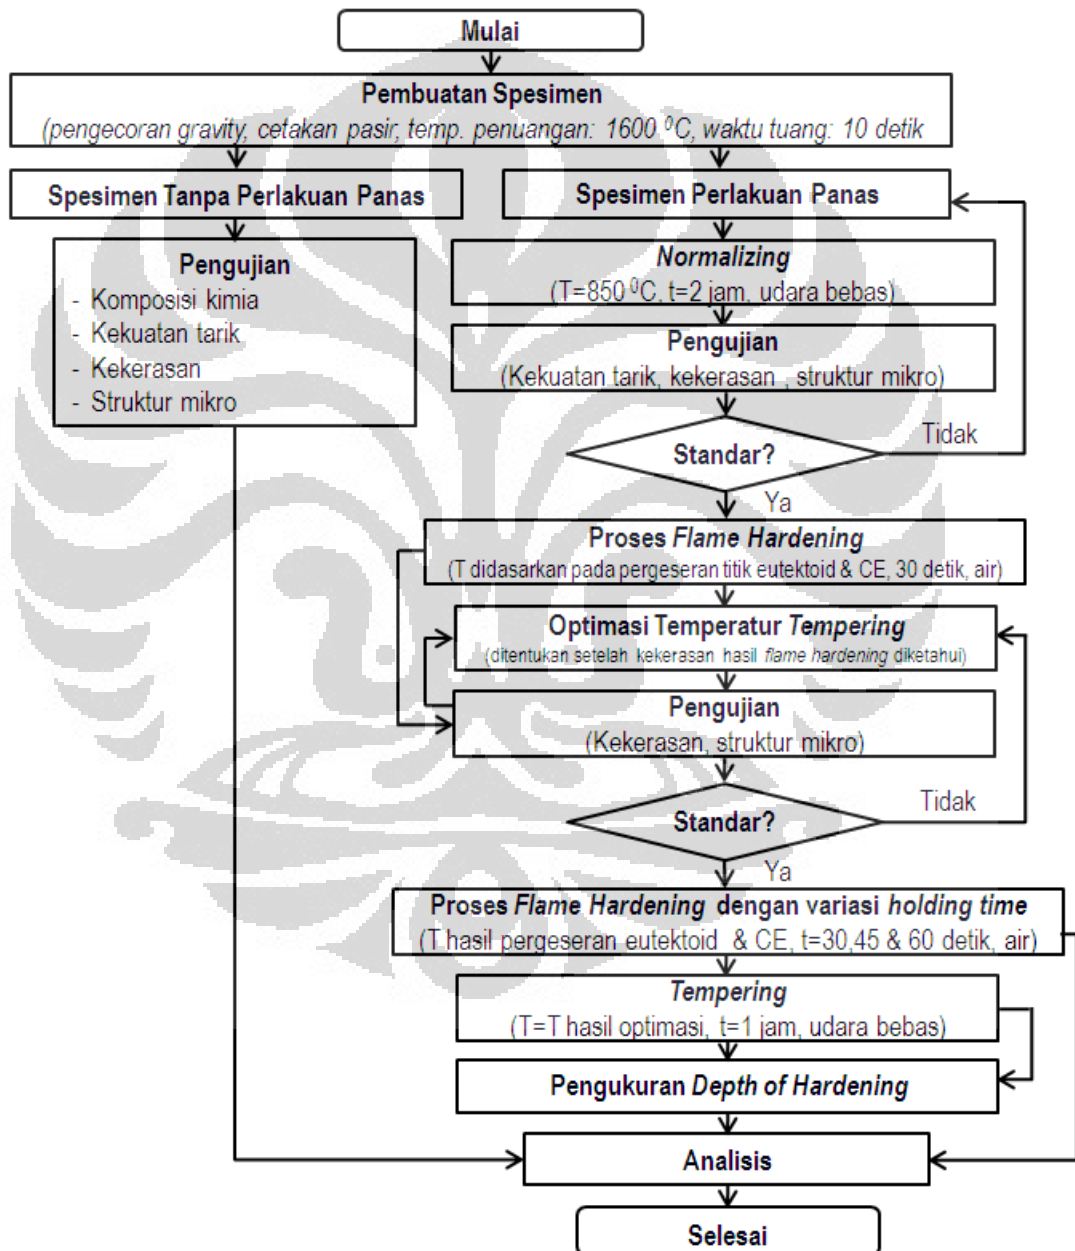 Mulai
Pembuatan Spesimen
(pengecoran gravity, cetakan pasir, temp. penuangan: 1600 ⁰C, waktu tuang: 10 detik
Spesimen Tanpa Perlakuan Panas
Pengujian
- Komposisi kimia
- Kekuatan tarik
- Kekerasan
- Struktur mikro
Spesimen Perlakuan Panas
Normalizing
(T=850 ⁰C, t=2 jam, udara bebas)
Pengujian
(Kekuatan tarik, kekerasan , struktur mikro)
Standar?
Tidak
Ya
Proses Flame Hardening
(T didasarkan pada pergeseran titik eutektoid & CE, 30 detik, air)
Optimasi Temperatur Tempering
(ditentukan setelah kekerasan hasil flame hardening diketahui)
Pengujian
(Kekerasan, struktur mikro)
Standar?
Tidak
Ya
Proses Flame Hardening dengan variasi holding time
(T hasil pergeseran eutektoid & CE, t=30,45 & 60 detik, air)
Tempering
(T=T hasil optimasi, t=1 jam, udara bebas)
Pengukuran Depth of Hardening
Analisis
Selesai